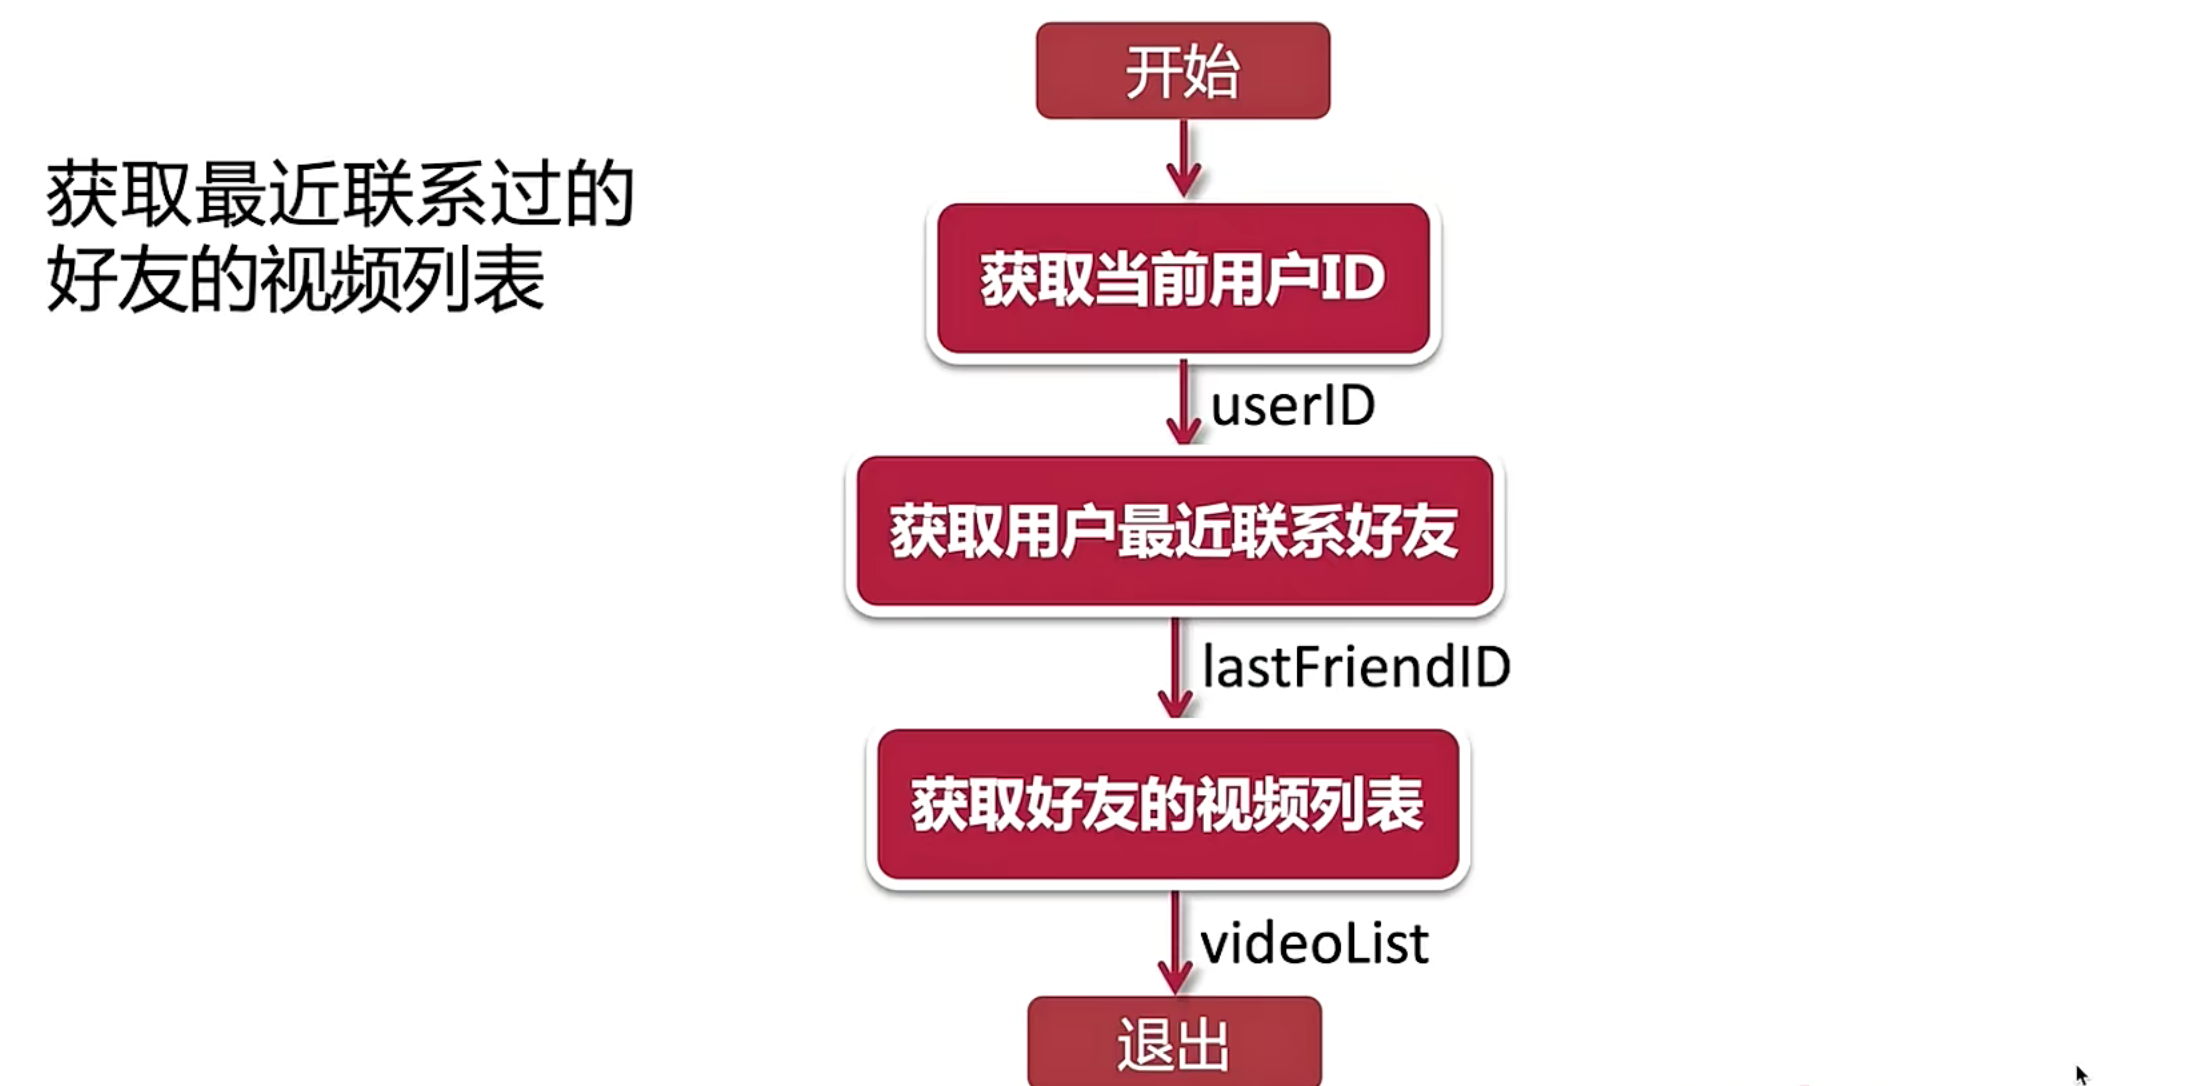 获取最近联系过的
好友的视频列表
开始
获取当前用户ID
userID
获取用户最近联系好友
lastFriendID
获取好友的视频列表
videoList
退出